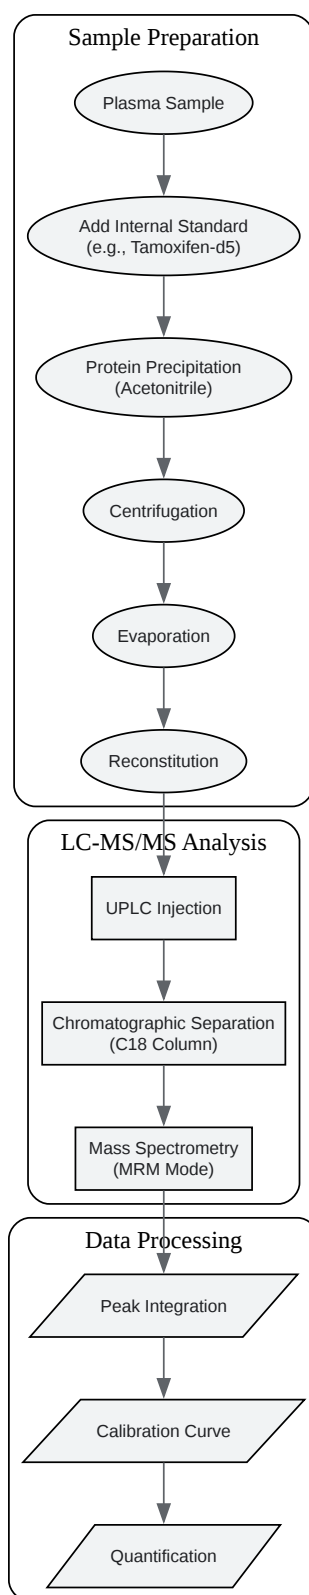 Sample Preparation
Plasma Sample
Add Internal Standard
(e.g., Tamoxifen-d5)
Protein Precipitation
(Acetonitrile)
Centrifugation
Evaporation
Reconstitution
LC-MS/MS Analysis
UPLC Injection
Chromatographic Separation
(C18 Column)
Mass Spectrometry
(MRM Mode)
Data Processing
Peak Integration
Calibration Curve
Quantification